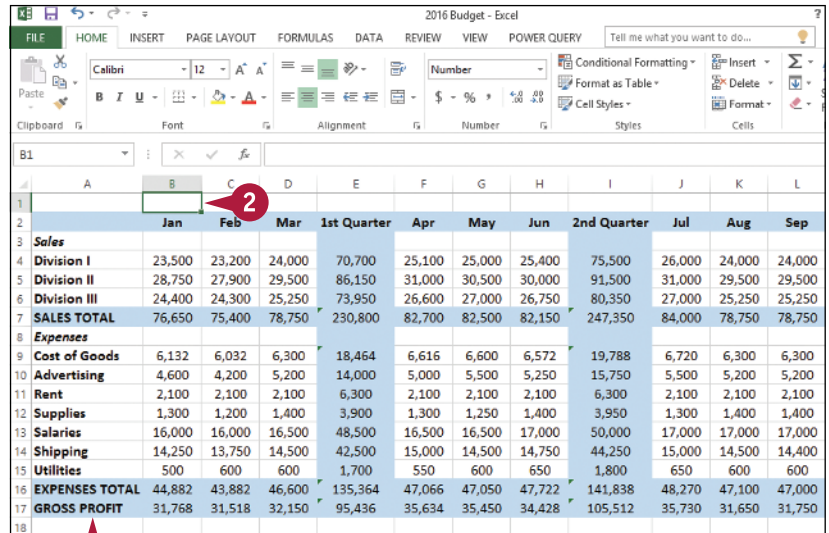 2016 Budget - Excel ?
FILE HOME INSERT PAGE LAYOUT FORMULAS DATA REVIEW VIEW POWER QUERY Tell me what you want to do...
Calibri 12 A A Number Conditional Formatting Insert Σ
Paste B I U A $ % , .00 Format as Table Delete
Cell Styles Format
Clipboard Font Alignment Number Styles Cells
B1 fx
A B C D E F G H I J K L
1 2
2 Jan Feb Mar 1st Quarter Apr May Jun 2nd Quarter Jul Aug Sep
3 Sales
4 Division I 23,500 23,200 24,000 70,700 25,100 25,000 25,400 75,500 26,000 24,000 24,000
5 Division II 28,750 27,900 29,500 86,150 31,000 30,500 30,000 91,500 31,000 29,500 29,500
6 Division III 24,400 24,300 25,250 73,950 26,600 27,000 26,750 80,350 27,000 25,250 25,250
7 SALES TOTAL 76,650 75,400 78,750 230,800 82,700 82,500 82,150 247,350 84,000 78,750 78,750
8 Expenses
9 Cost of Goods 6,132 6,032 6,300 18,464 6,616 6,600 6,572 19,788 6,720 6,300 6,300
10 Advertising 4,600 4,200 5,200 14,000 5,000 5,500 5,250 15,750 5,500 5,200 5,200
11 Rent 2,100 2,100 2,100 6,300 2,100 2,100 2,100 6,300 2,100 2,100 2,100
12 Supplies 1,300 1,200 1,400 3,900 1,300 1,250 1,400 3,950 1,300 1,400 1,400
13 Salaries 16,000 16,000 16,500 48,500 16,500 16,500 17,000 50,000 17,000 17,000 17,000
14 Shipping 14,250 13,750 14,500 42,500 15,000 14,500 14,750 44,250 15,000 14,500 14,400
15 Utilities 500 600 600 1,700 550 600 650 1,800 650 600 600
16 EXPENSES TOTAL 44,882 43,882 46,600 135,364 47,066 47,050 47,722 141,838 48,270 47,100 47,000
17 GROSS PROFIT 31,768 31,518 32,150 95,436 35,634 35,450 34,428 105,512 35,730 31,650 31,750
18